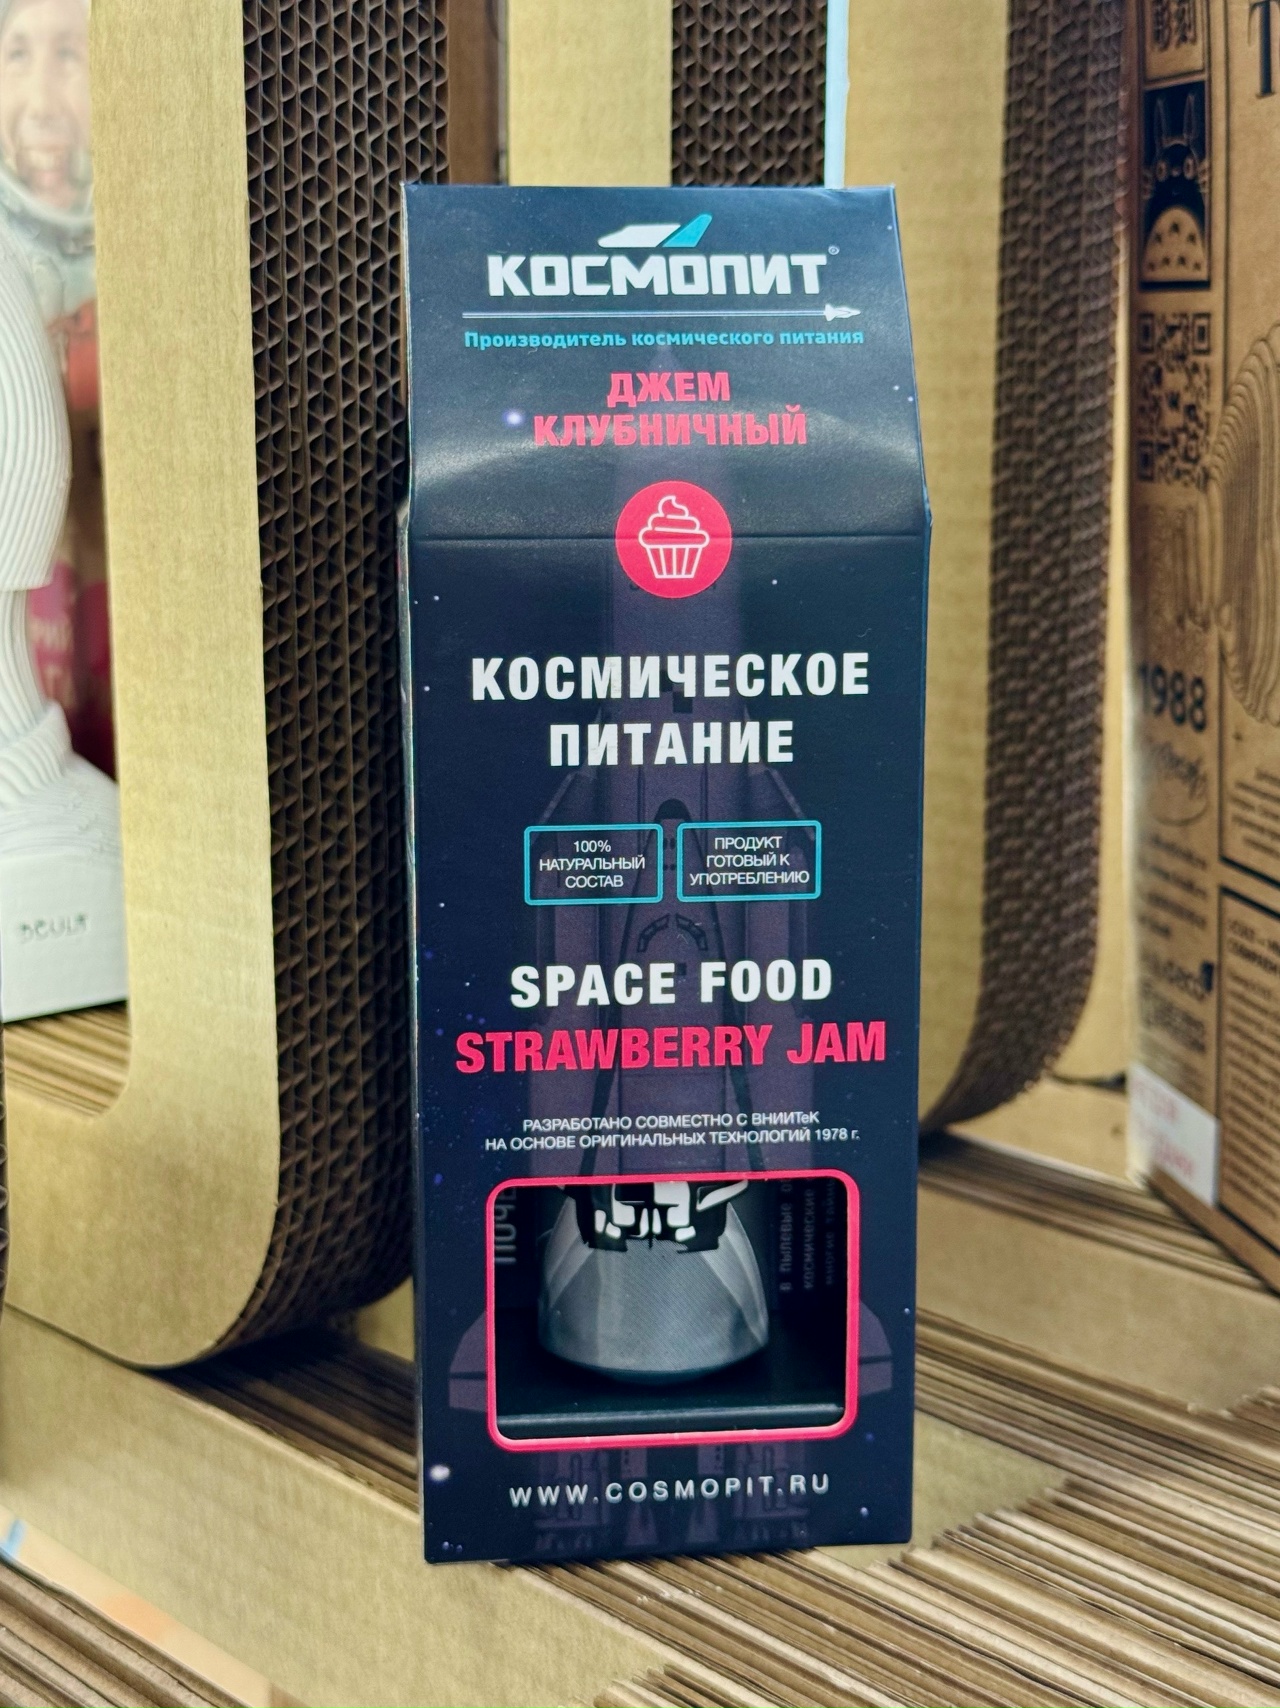 КОСМОПИТ®
Производитель космического питания
ДЖЕМ
КЛУБНИЧНЫЙ
КОСМИЧЕСКОЕ
ПИТАНИЕ
100%
НАТУРАЛЬНЫЙ
СОСТАВ
ПРОДУКТ
ГОТОВЫЙ К
УПОТРЕБЛЕНИЮ
SPACE FOOD
STRAWBERRY JAM
РАЗРАБОТАНО СОВМЕСТНО С ВНИИТеК
НА ОСНОВЕ ОРИГИНАЛЬНЫХ ТЕХНОЛОГИЙ 1978 г.
WWW.COSMOPIT.RU
1988